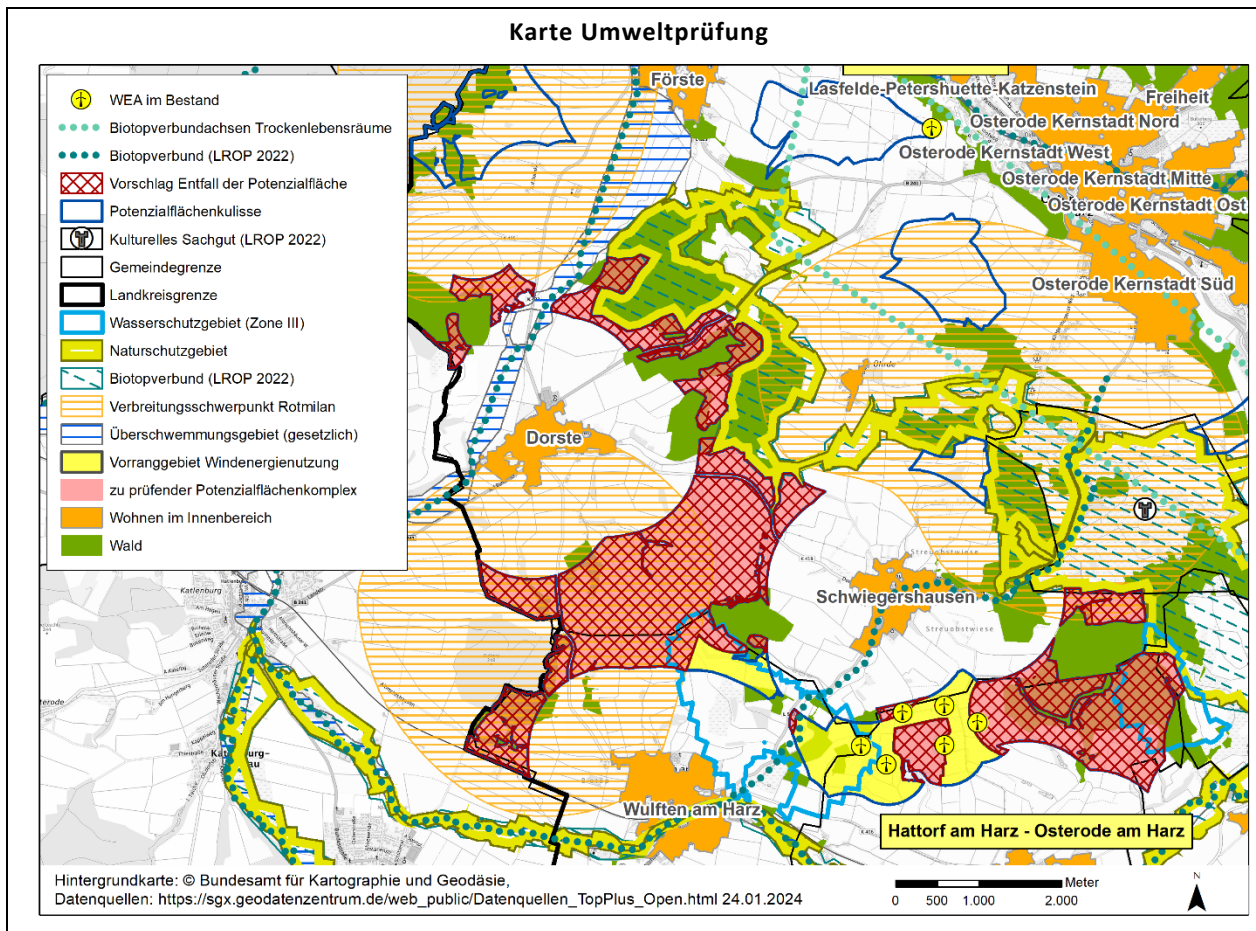 Karte Umweltprüfung
WEA im Bestand
Biotopverbundachsen Trockenlebensräume
Biotopverbund (LROP 2022)
Vorschlag Entfall der Potenzialfläche
Potenzialflächenkulisse
Kulturelles Sachgut (LROP 2022)
Gemeindegrenze
Landkreisgrenze
Wasserschutzgebiet (Zone III)
Naturschutzgebiet
Biotopverbund (LROP 2022)
Verbreitungsschwerpunkt Rotmilan
Überschwemmungsgebiet (gesetzlich)
Vorranggebiet Windenergienutzung
zu prüfender Potenzialflächenkomplex
Wohnen im Innenbereich
Wald
Förste
Lasfelde-Petershuette-Katzenstein
Freiheit
Osterode Kernstadt Nord
Osterode Kernstadt West
Osterode Kernstadt Mitte
Osterode Kernstadt Ost
B 241
Osterode Kernstadt Süd
Ührde
Dorste
Streuobstwiese
Schwiegershausen
Streuobstwiese
Katlenburg
B 241
Wulften am Harz
Hattorf am Harz - Osterode am Harz
Hintergrundkarte: © Bundesamt für Kartographie und Geodäsie,
Datenquellen: https://sgx.geodatenzentrum.de/web_public/Datenquellen_TopPlus_Open.html 24.01.2024
Meter
0 500 1.000 2.000
N